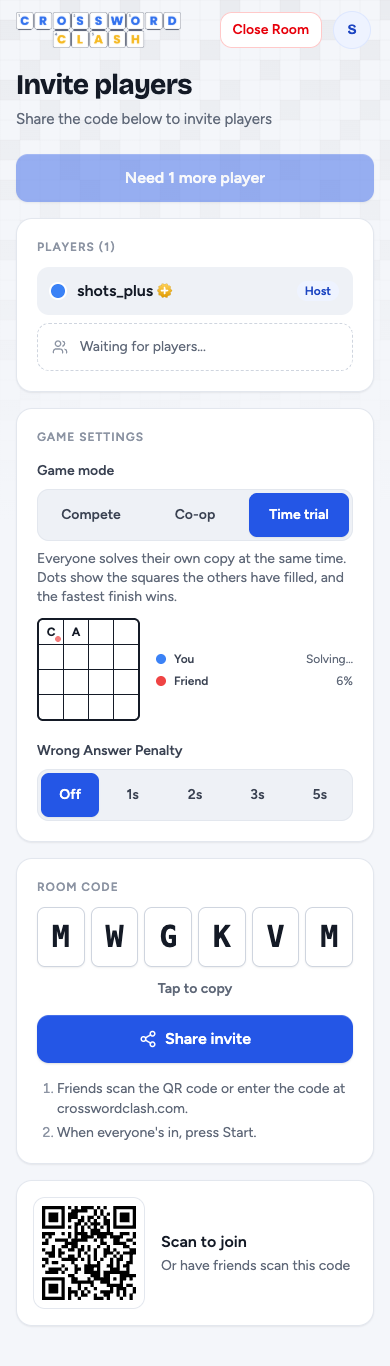 CROSSWORD
CLASH
Close Room
S
Invite players
Share the code below to invite players
Need 1 more player
PLAYERS (1)
shots_plus
Host
Waiting for players...
GAME SETTINGS
Game mode
Compete
Co-op
Time trial
Everyone solves their own copy at the same time.
Dots show the squares the others have filled, and
the fastest finish wins.
C A
You Solving...
Friend 6%
Wrong Answer Penalty
Off 1s 2s 3s 5s
ROOM CODE
M W G K V M
Tap to copy
Share invite
1. Friends scan the QR code or enter the code at
crosswordclash.com.
2. When everyone's in, press Start.
Scan to join
Or have friends scan this code